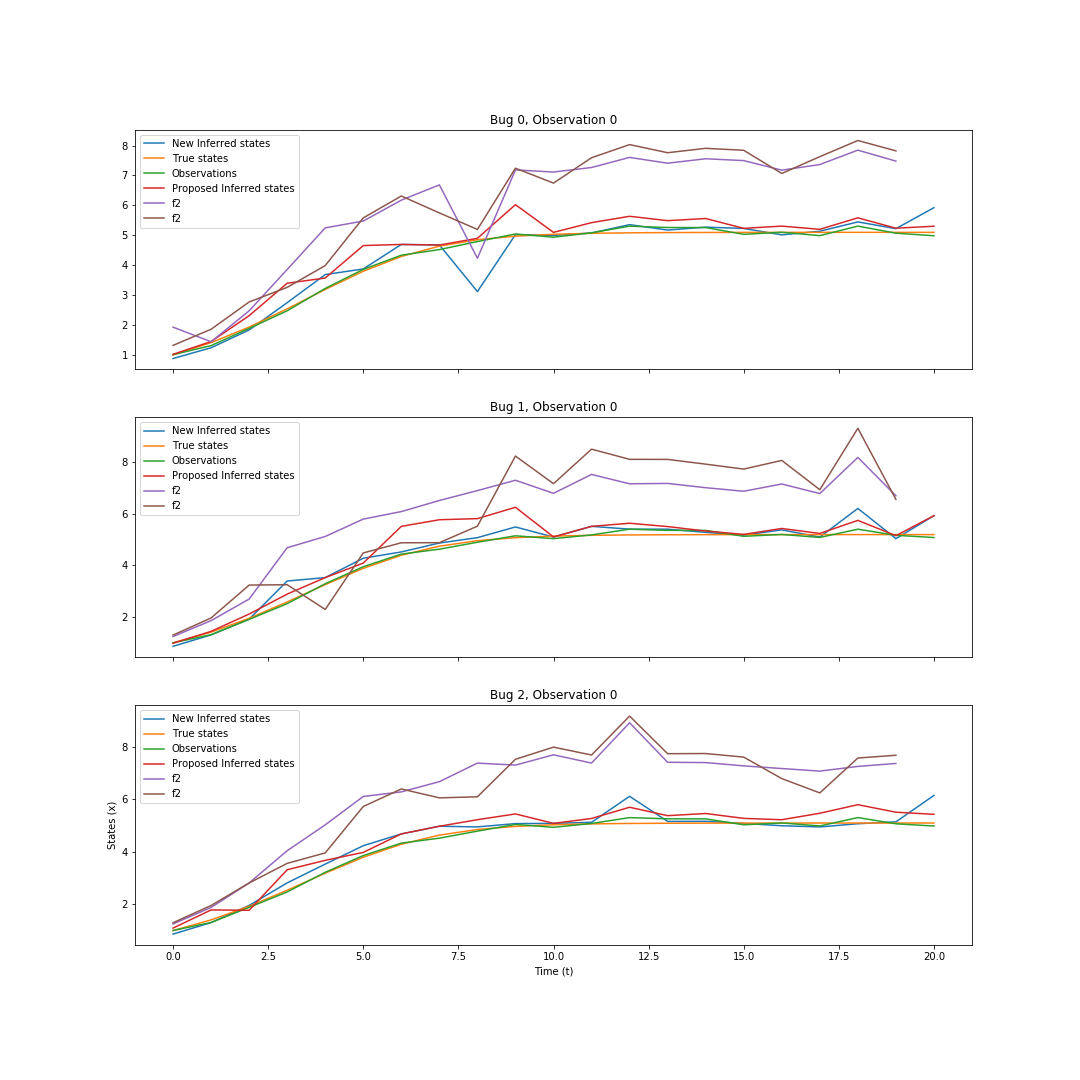 Bug 0, Observation 0
New Inferred states
True states
Observations
Proposed Inferred states
f2
f2
8
7
6
5
4
3
2
1
Bug 1, Observation 0
New Inferred states
True states
Observations
Proposed Inferred states
f2
f2
8
6
4
2
Bug 2, Observation 0
New Inferred states
True states
Observations
Proposed Inferred states
f2
f2
8
6
4
2
States (x)
0.0 2.5 5.0 7.5 10.0 12.5 15.0 17.5 20.0
Time (t)